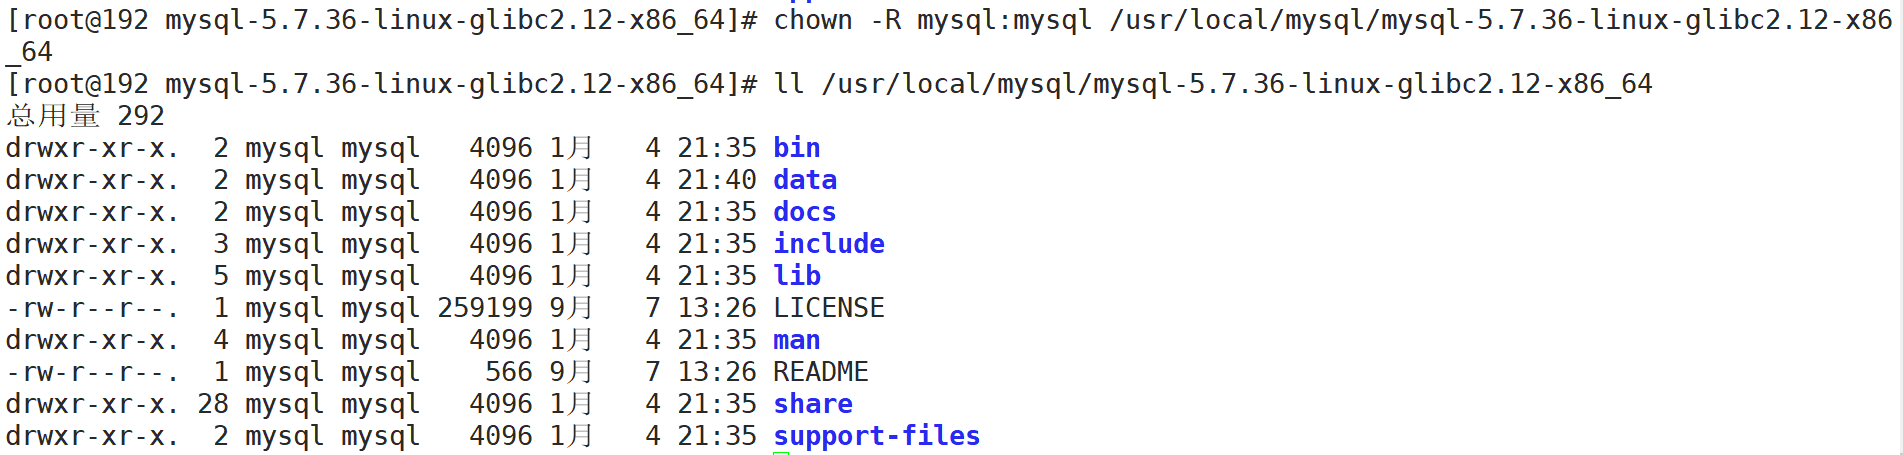 [root@192 mysql-5.7.36-linux-glibc2.12-x86_64]# chown -R mysql:mysql /usr/local/mysql/mysql-5.7.36-linux-glibc2.12-x86
_64
[root@192 mysql-5.7.36-linux-glibc2.12-x86_64]# ll /usr/local/mysql/mysql-5.7.36-linux-glibc2.12-x86_64
总用量 292
drwxr-xr-x.  2 mysql mysql   4096 1月   4 21:35 bin
drwxr-xr-x.  2 mysql mysql   4096 1月   4 21:40 data
drwxr-xr-x.  2 mysql mysql   4096 1月   4 21:35 docs
drwxr-xr-x.  3 mysql mysql   4096 1月   4 21:35 include
drwxr-xr-x.  5 mysql mysql   4096 1月   4 21:35 lib
-rw-r--r--.  1 mysql mysql 259199 9月   7 13:26 LICENSE
drwxr-xr-x.  4 mysql mysql   4096 1月   4 21:35 man
-rw-r--r--.  1 mysql mysql    566 9月   7 13:26 README
drwxr-xr-x. 28 mysql mysql   4096 1月   4 21:35 share
drwxr-xr-x.  2 mysql mysql   4096 1月   4 21:35 support-files